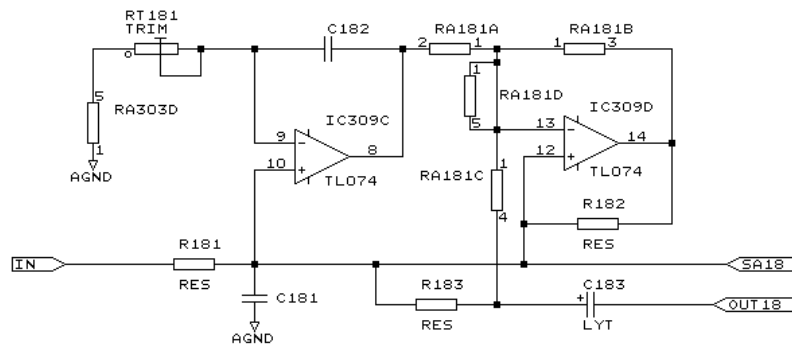 RT181
TRIM
C182
RA181A
2
1
RA181B
1
3
5
RA303D
1
AGND
1
RA181D
5
IC309C
9
10
8
TL074
IC309D
13
12
14
TL074
RA181C
1
4
R182
RES
R181
RES
IN
SA18
C181
AGND
R183
RES
+
C183
LYT
OUT18